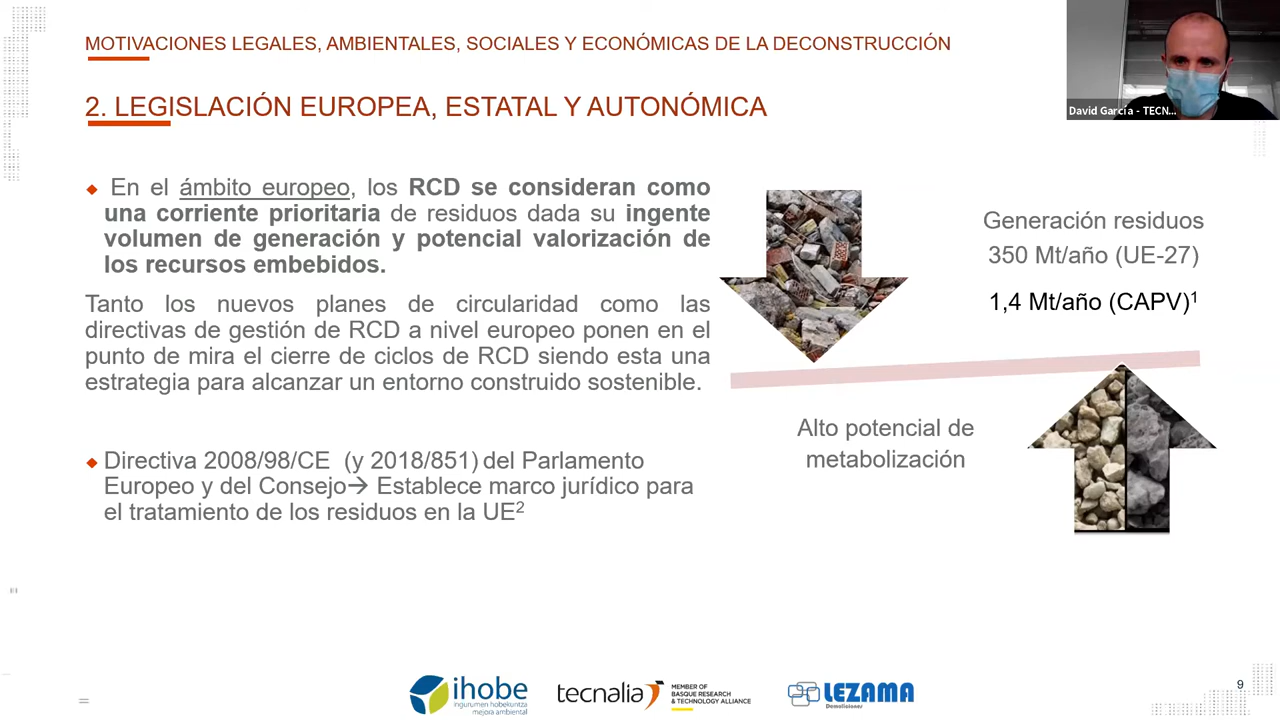 MOTIVACIONES LEGALES, AMBIENTALES, SOCIALES Y ECONÓMICAS DE LA DECONSTRUCCIÓN
David García - TECN...
2. LEGISLACIÓN EUROPEA, ESTATAL Y AUTONÓMICA
◆ En el ámbito europeo, los RCD se consideran como
una corriente prioritaria de residuos dada su ingente
volumen de generación y potencial valorización de
los recursos embebidos.
Tanto los nuevos planes de circularidad como las
directivas de gestión de RCD a nivel europeo ponen en el
punto de mira el cierre de ciclos de RCD siendo esta una
estrategia para alcanzar un entorno construido sostenible.
◆ Directiva 2008/98/CE (y 2018/851) del Parlamento
Europeo y del Consejo→ Establece marco jurídico para
el tratamiento de los residuos en la UE²
Generación residuos
350 Mt/año (UE-27)
1,4 Mt/año (CAPV)¹
Alto potencial de
metabolización
ihobe
ingurumen hobekuntza
mejora ambiental
tecnalia
MEMBER OF
BASQUE RESEARCH
& TECHNOLOGY ALLIANCE
LEZAMA
Demoliciones
9